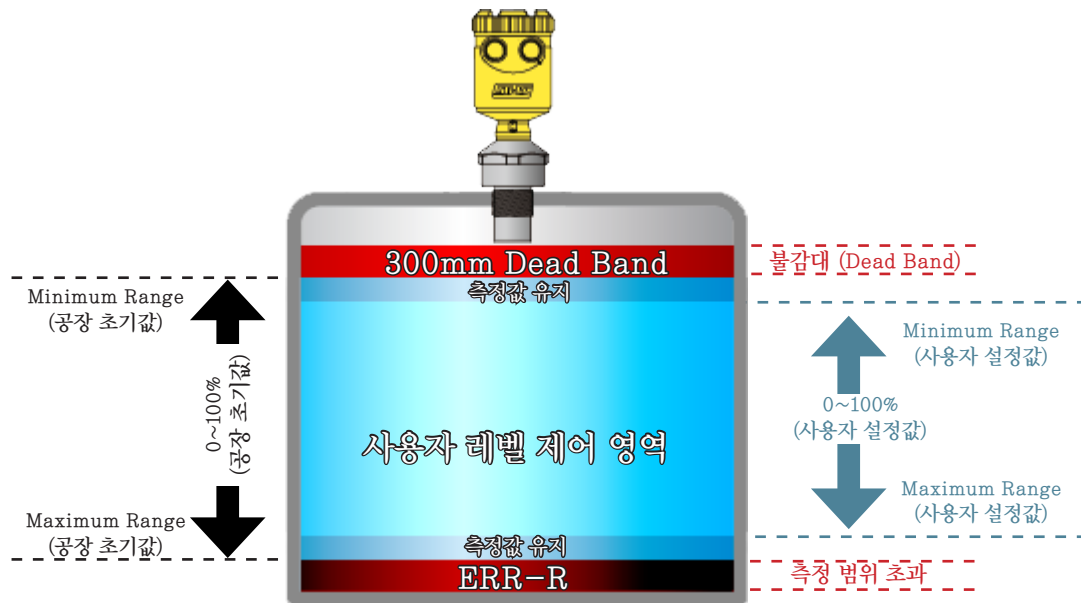 300mm Dead Band
불감대 (Dead Band)
측정값 유지
Minimum Range
(공장 초기값)
0~100%
(공장 초기값)
Maximum Range
(공장 초기값)
사용자 레벨 제어 영역
Minimum Range
(사용자 설정값)
0~100%
(사용자 설정값)
Maximum Range
(사용자 설정값)
측정값 유지
ERR-R
측정 범위 초과